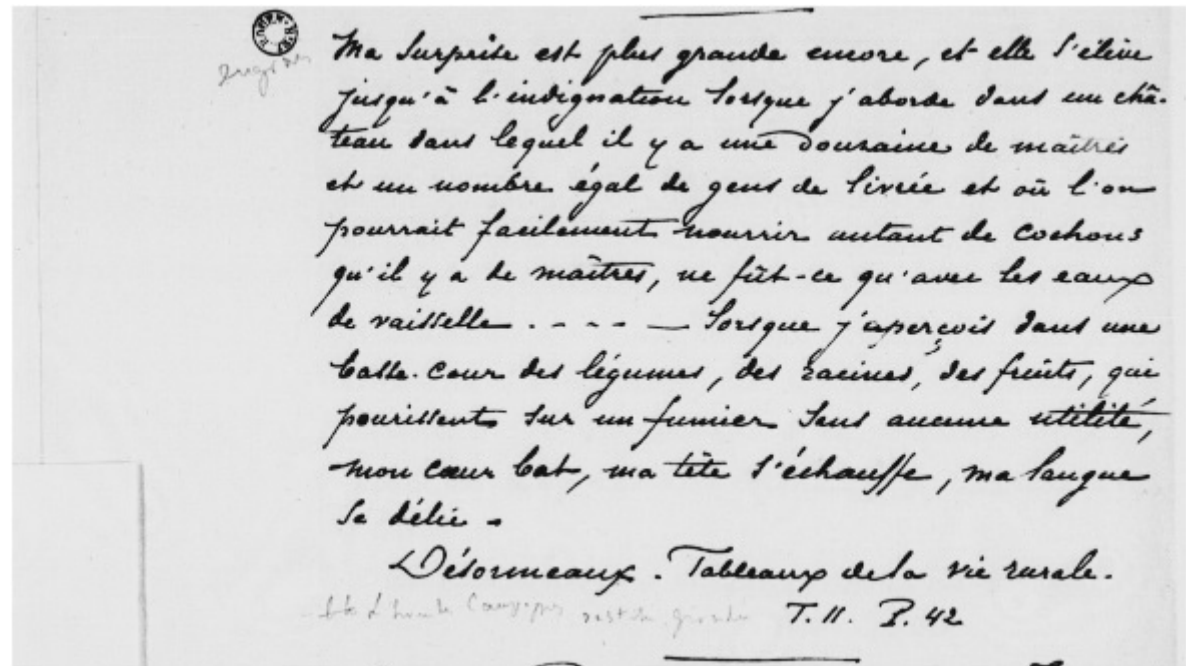 Ma surprise est plus grande encore, et elle s'élève
jusqu'à l'indignation lorsque j'aborde dans un châ-
teau dans lequel il y a une douzaine de maîtres
et un nombre égal de gens de livrée et où l'on
pourrait facilement nourrir autant de cochons
qu'il y a de maîtres, ne fût-ce qu'avec les eaux
de vaisselle . - - - — lorsque j'aperçois dans une
basse-cour des légumes, des racines, des fruits, qui
pourissent sur un fumier sans aucune utilité,
mon cœur bat, ma tête s'échauffe, ma langue
se délie.
Désormeaux. Tableaux de la vie rurale.
T. II. P. 42